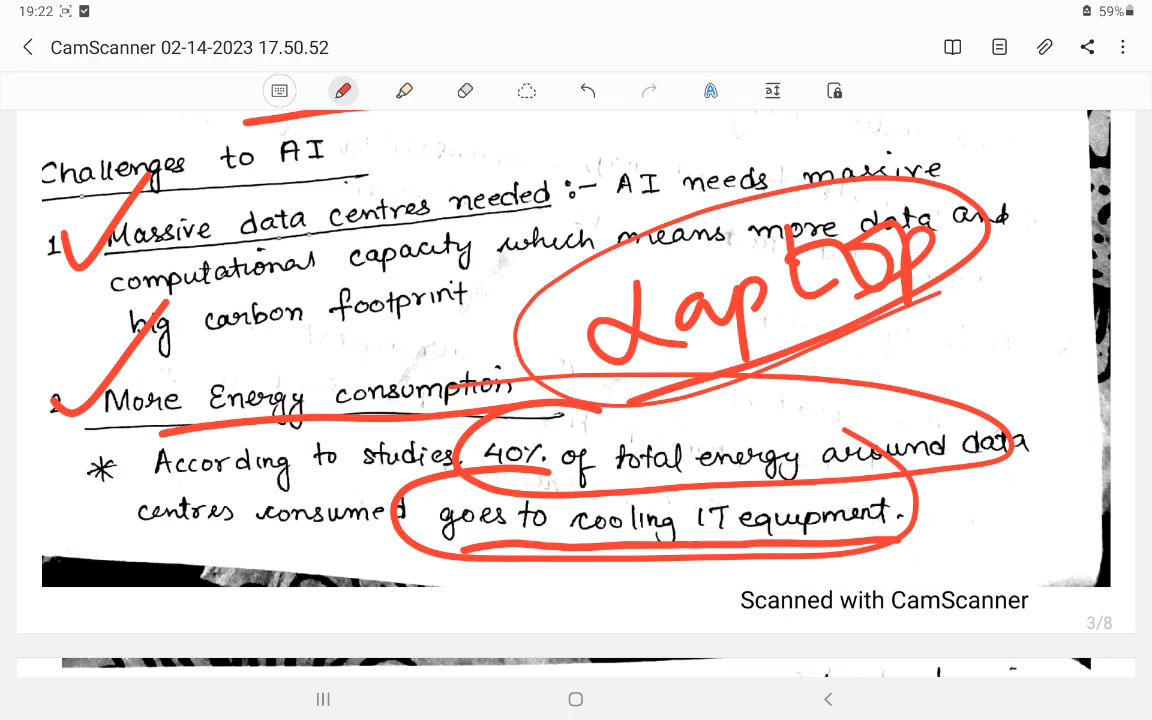 19:22
59%
CamScanner 02-14-2023 17.50.52
Challenges to AI
1. Massive data centres needed :- AI needs massive
computational capacity which means more data and
big carbon footprint
Laptop
2. More Energy consumption
* According to studies, 40% of total energy around data
centres consumed goes to cooling IT equipment.
Scanned with CamScanner
3/8